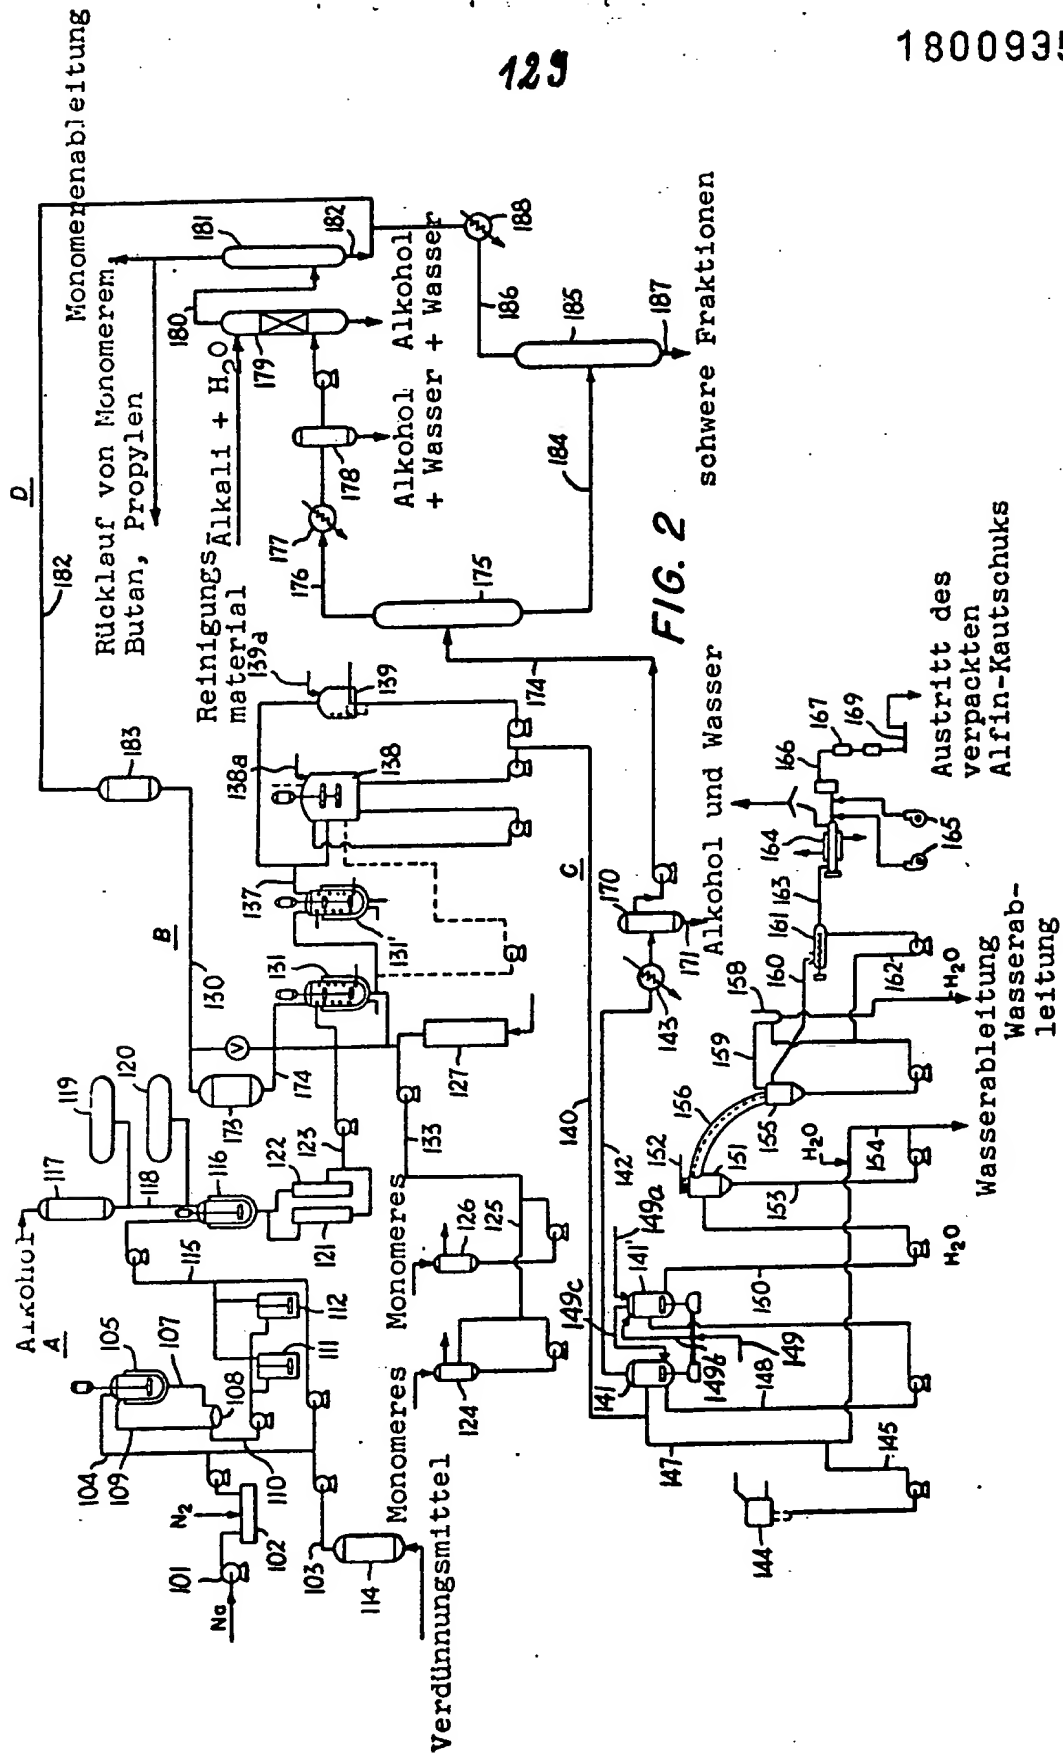 129
1800935
Monomerenableitung
Rücklauf von Monomerem
Butan, Propylen
D
182
183
180
181
182
Reinigungs-
material
Alkali + H2O
179
Alkohol
+ Wasser
Alkohol
+ Wasser
178
177
176
175
188
186
185
187
184
schwere Fraktionen
174
139a
139
138a
138
137
131'
131
B
130
V
174
173
127
133
Alkohol
A
117
118
119
120
116
115
122
121
123
105
107
104
109
108
110
111
112
N2
101
102
Na
103
114
Verdünnungsmittel
Monomeres
Monomeres
124
126
125
FIG. 2
C
140
142
143
170
171
Alkohol und Wasser
149c
149a
141'
141
149b
149
148
147
145
144
160
H2O
152
151
156
153
154
H2O
155
159
158
H2O
160
161
162
163
164
165
166
167
169
Austritt des
verpackten
Alfin-Kautschuks
Wasserableitung
Wasserab-
leitung